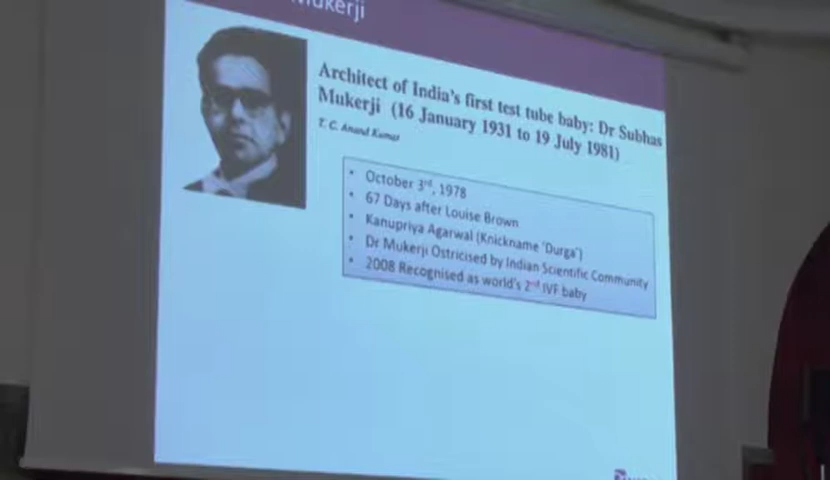 Mukerji
Architect of India's first test tube baby: Dr Subhas
Mukerji (16 January 1931 to 19 July 1981)
T. C. Anand Kumar
• October 3rd, 1978
• 67 Days after Louise Brown
• Kanupriya Agarwal (Knickname 'Durga')
• Dr Mukerji Ostricised by Indian Scientific Community
• 2008 Recognised as world's 2nd IVF baby